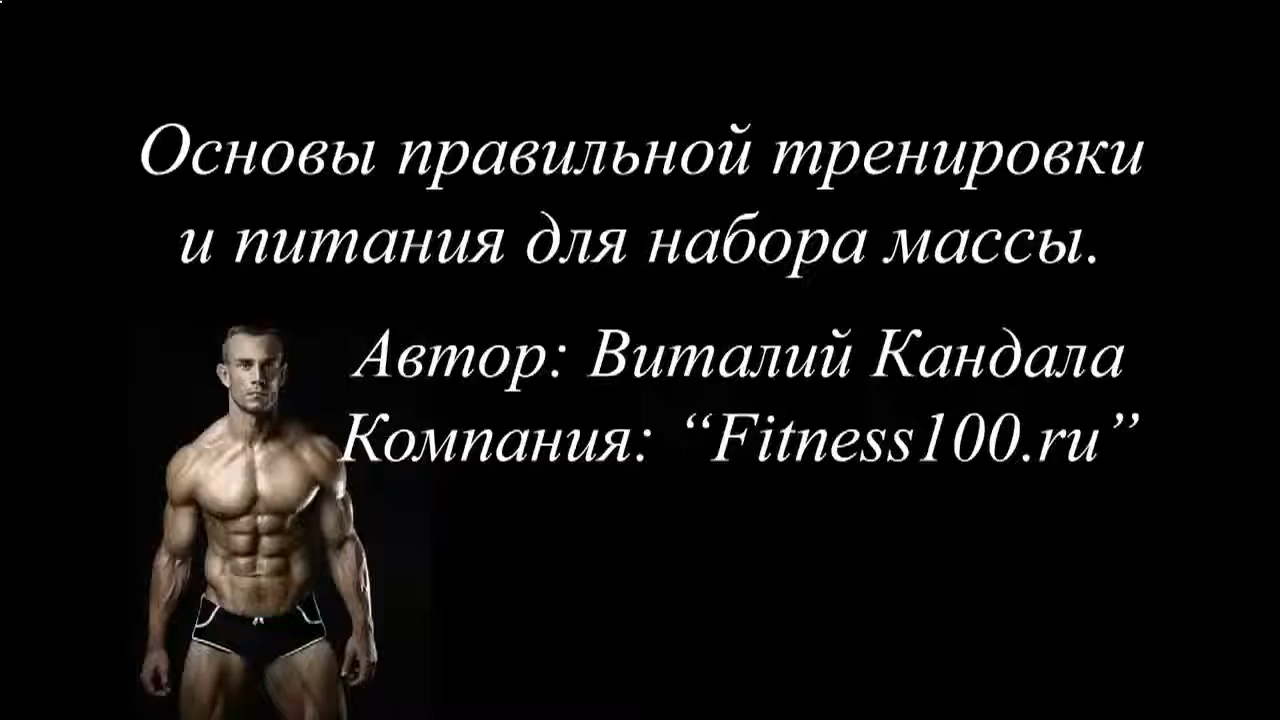 Основы правильной тренировки
и питания для набора массы.
Автор: Виталий Кандала
Компания: “Fitness100.ru”